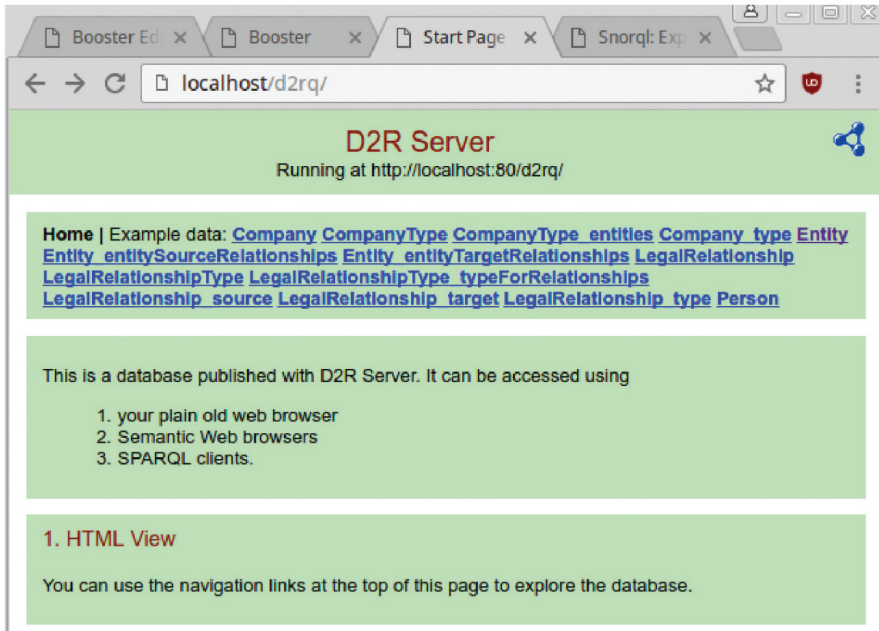 Booster Ed Booster Start Page Snorql: Exp
localhost/d2rq/
D2R Server
Running at http://localhost:80/d2rq/
Home | Example data: Company CompanyType CompanyType_entities Company_type Entity
Entity_entitySourceRelationships Entity_entityTargetRelationships LegalRelationship
LegalRelationshipType LegalRelationshipType_typeForRelationships
LegalRelationship_source LegalRelationship_target LegalRelationship_type Person
This is a database published with D2R Server. It can be accessed using
1. your plain old web browser
2. Semantic Web browsers
3. SPARQL clients.
1. HTML View
You can use the navigation links at the top of this page to explore the database.